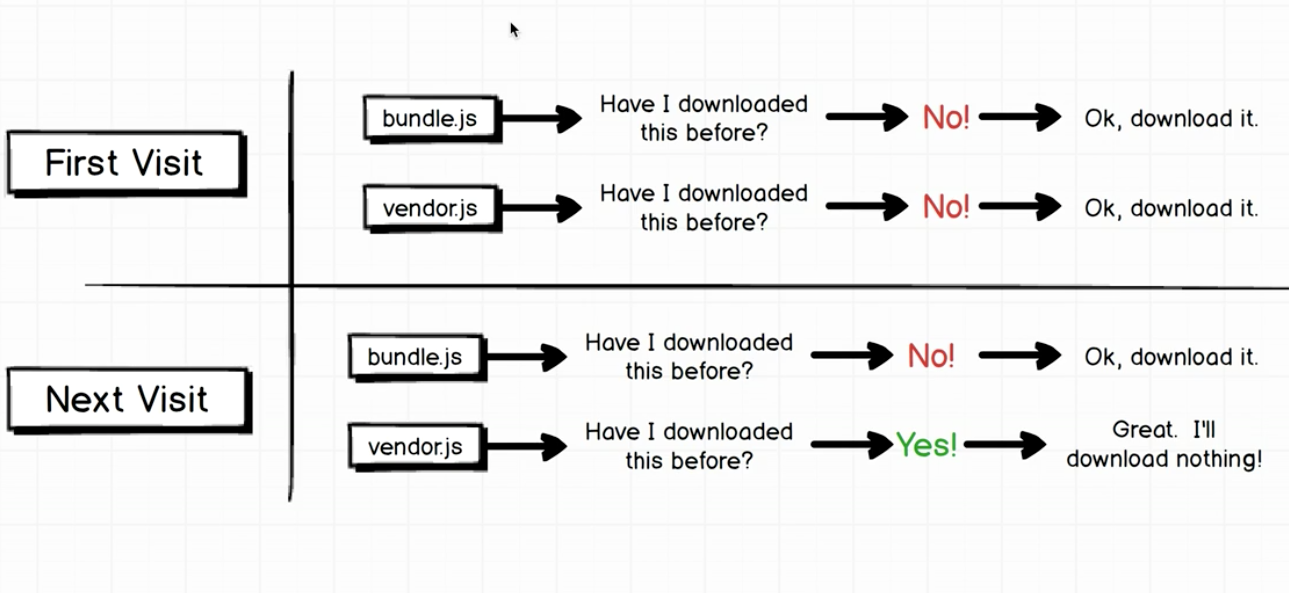 First Visit
bundle.js
Have I downloaded
this before?
No!
Ok, download it.
vendor.js
Have I downloaded
this before?
No!
Ok, download it.
Next Visit
bundle.js
Have I downloaded
this before?
No!
Ok, download it.
vendor.js
Have I downloaded
this before?
Yes!
Great. I'll
download nothing!